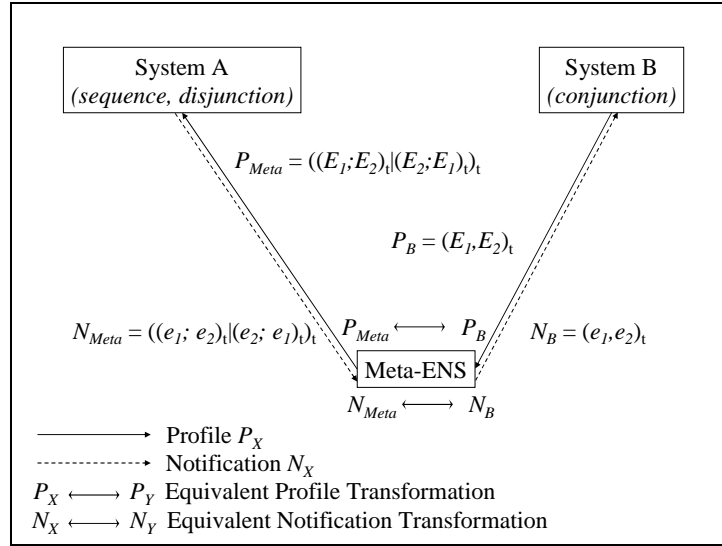 System A
(sequence, disjunction)
System B
(conjunction)
P_Meta = ((E_1;E_2)_t|(E_2;E_1)_t)_t
P_B = (E_1,E_2)_t
N_Meta = ((e_1; e_2)_t|(e_2; e_1)_t)_t
P_Meta ⟷ P_B
N_B = (e_1,e_2)_t
Meta-ENS
N_Meta ⟷ N_B
Profile P_X
Notification N_X
P_X ⟷ P_Y Equivalent Profile Transformation
N_X ⟷ N_Y Equivalent Notification Transformation